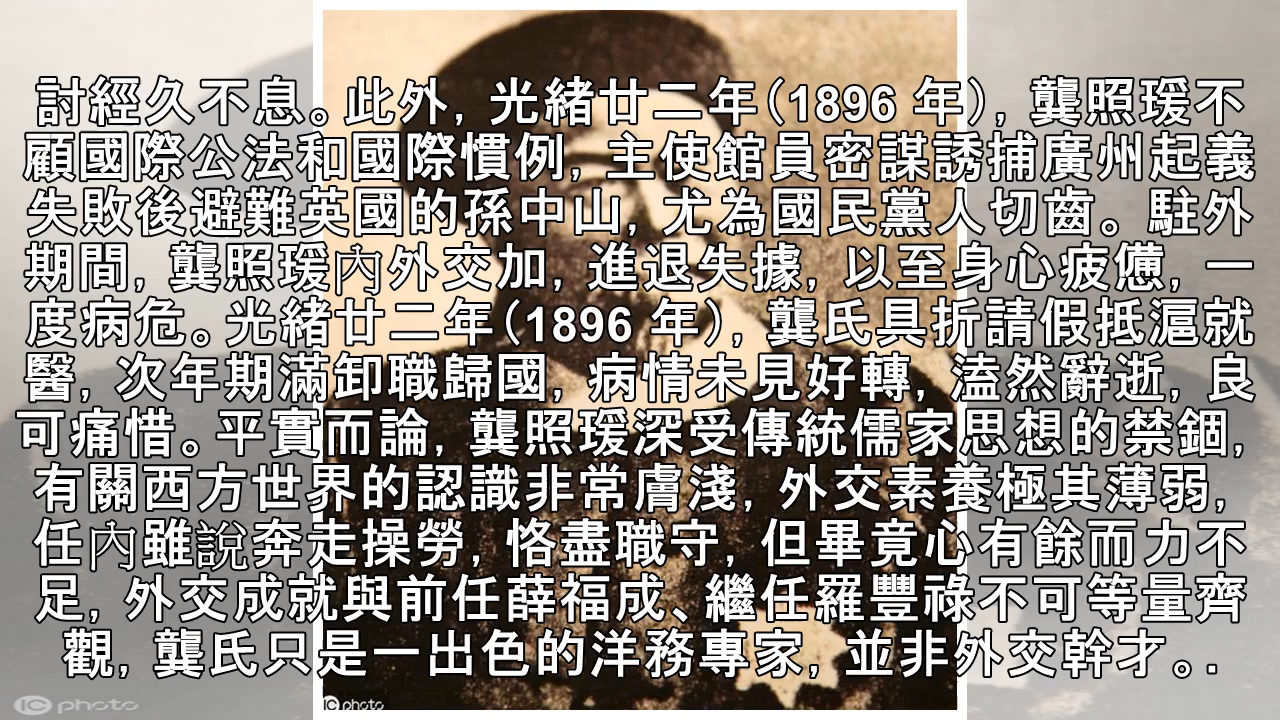 討經久不息。此外, 光緒廿二年(1896 年), 龔照瑗不
顧國際公法和國際慣例, 主使館員密謀誘捕廣州起義
失敗後避難英國的孫中山, 尤為國民黨人切齒。駐外
期間, 龔照瑗內外交加, 進退失據, 以至身心疲憊, 一
度病危。光緒廿二年(1896 年), 龔氏具折請假抵滬就
醫, 次年期滿卸職歸國, 病情未見好轉, 溘然辭逝, 良
可痛惜。平實而論, 龔照瑗深受傳統儒家思想的禁錮,
有關西方世界的認識非常膚淺, 外交素養極其薄弱,
任內雖說奔走操勞, 恪盡職守, 但畢竟心有餘而力不
足, 外交成就與前任薛福成、繼任羅豐祿不可等量齊
觀, 龔氏只是一出色的洋務專家, 並非外交幹才。.
IC photo
IC photo